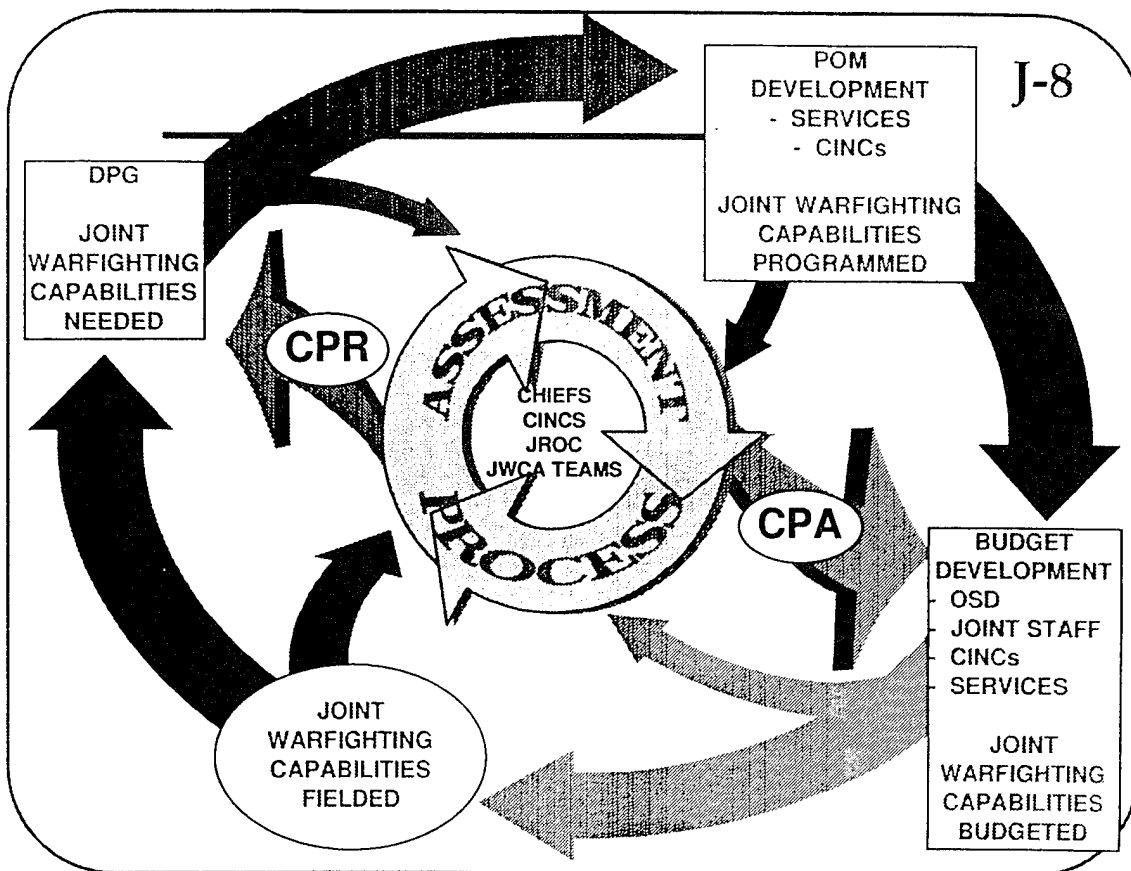 POM
DEVELOPMENT
- SERVICES
- CINCs
JOINT WARFIGHTING
CAPABILITIES
PROGRAMMED
J-8
DPG
JOINT
WARFIGHTING
CAPABILITIES
NEEDED
CPR
ASSESSMENT
PROCESS
CHIEFS
CINCS
JROC
JWCA TEAMS
CPA
BUDGET
DEVELOPMENT
- OSD
- JOINT STAFF
- CINCs
- SERVICES
JOINT
WARFIGHTING
CAPABILITIES
BUDGETED
JOINT
WARFIGHTING
CAPABILITIES
FIELDED